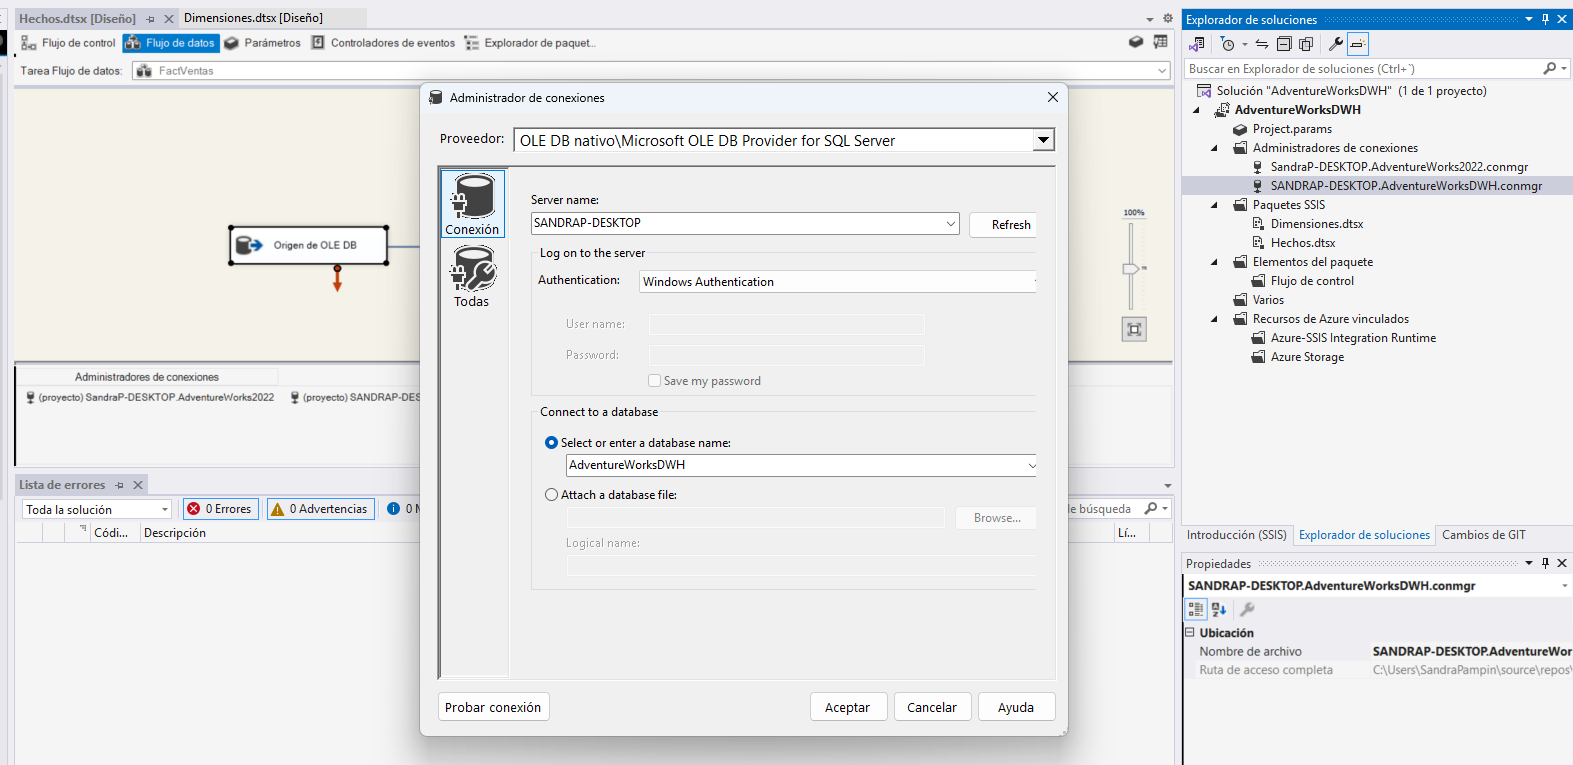 Hechos.dtsx [Diseño]
Dimensiones.dtsx [Diseño]
Flujo de control
Flujo de datos
Parámetros
Controladores de eventos
Explorador de paquet...
Tarea Flujo de datos:
FactVentas
Origen de OLE DB
100%
Administradores de conexiones
(proyecto) SandraP-DESKTOP.AdventureWorks2022
(proyecto) SANDRAP-DES
Lista de errores
Toda la solución
0 Errores
0 Advertencias
0
de búsqueda
Códi...
Descripción
Lí...
Administrador de conexiones
Proveedor:
OLE DB nativo\Microsoft OLE DB Provider for SQL Server
Conexión
Todas
Server name:
SANDRAP-DESKTOP
Refresh
Log on to the server
Authentication:
Windows Authentication
User name:
Password:
Save my password
Connect to a database
Select or enter a database name:
AdventureWorksDWH
Attach a database file:
Browse...
Logical name:
Probar conexión
Aceptar
Cancelar
Ayuda
Explorador de soluciones
Buscar en Explorador de soluciones (Ctrl+`)
Solución "AdventureWorksDWH" (1 de 1 proyecto)
AdventureWorksDWH
Project.params
Administradores de conexiones
SandraP-DESKTOP.AdventureWorks2022.conmgr
SANDRAP-DESKTOP.AdventureWorksDWH.conmgr
Paquetes SSIS
Dimensiones.dtsx
Hechos.dtsx
Elementos del paquete
Flujo de control
Varios
Recursos de Azure vinculados
Azure-SSIS Integration Runtime
Azure Storage
Introducción (SSIS)
Explorador de soluciones
Cambios de GIT
Propiedades
SANDRAP-DESKTOP.AdventureWorksDWH.conmgr
Ubicación
Nombre de archivo
SANDRAP-DESKTOP.AdventureWor
Ruta de acceso completa
C:\Users\SandraPampin\source\repos\